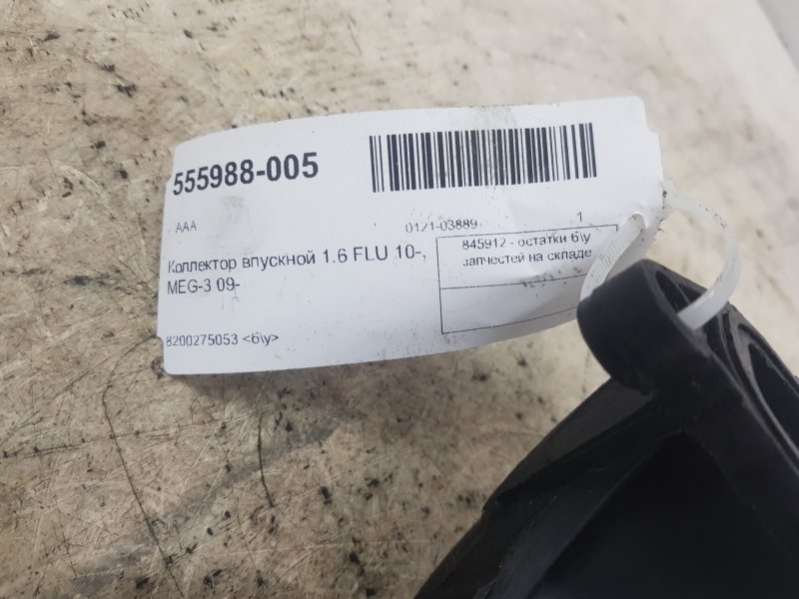 555988-005
AAA
0171-03889
1
Коллектор впускной 1.6 FLU 10-,
MEG-3 09-
845912 - остатки б\у
запчестей на складе
8200275053 <б\у>